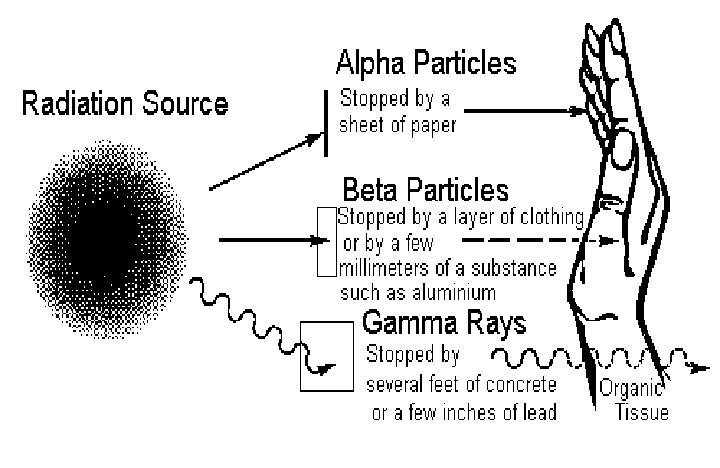 Radiation Source
Alpha Particles
Stopped by a
sheet of paper
Beta Particles
Stopped by a layer of clothing
or by a few
millimeters of a substance
such as aluminium
Gamma Rays
Stopped by
several feet of concrete
or a few inches of lead
Organic
Tissue